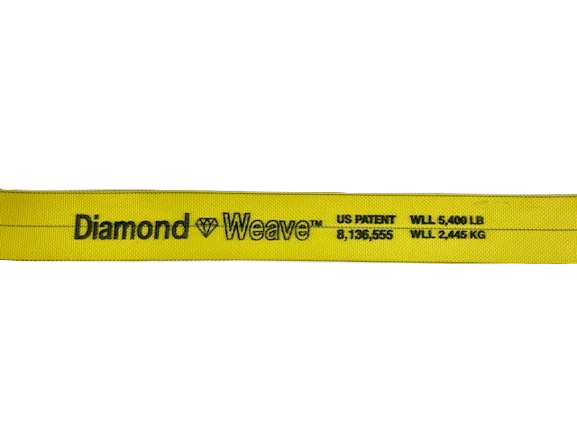 Diamond Weave™
US PATENT
8,136,555
WLL 5,400 LB
WLL 2,445 KG